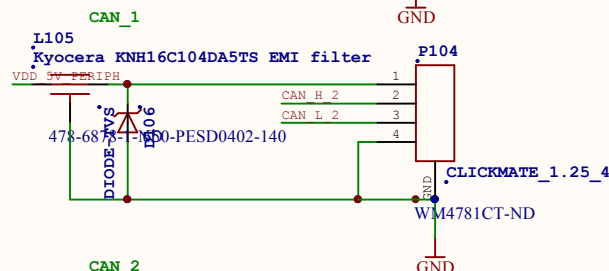 CAN_1
GND
L105
Kyocera KNH16C104DA5TS EMI filter
P104
VDD_5V_PERIPH
1
CAN_H_2
2
CAN_L_2
3
4
DIODE-TVS
GND
CLICKMATE_1.25_4
WM4781CT-ND
CAN_2
GND